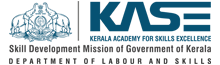 KASE
KERALA ACADEMY FOR SKILLS EXCELLENCE
Skill Development Mission of Government of Kerala
DEPARTMENT OF LABOUR AND SKILLS